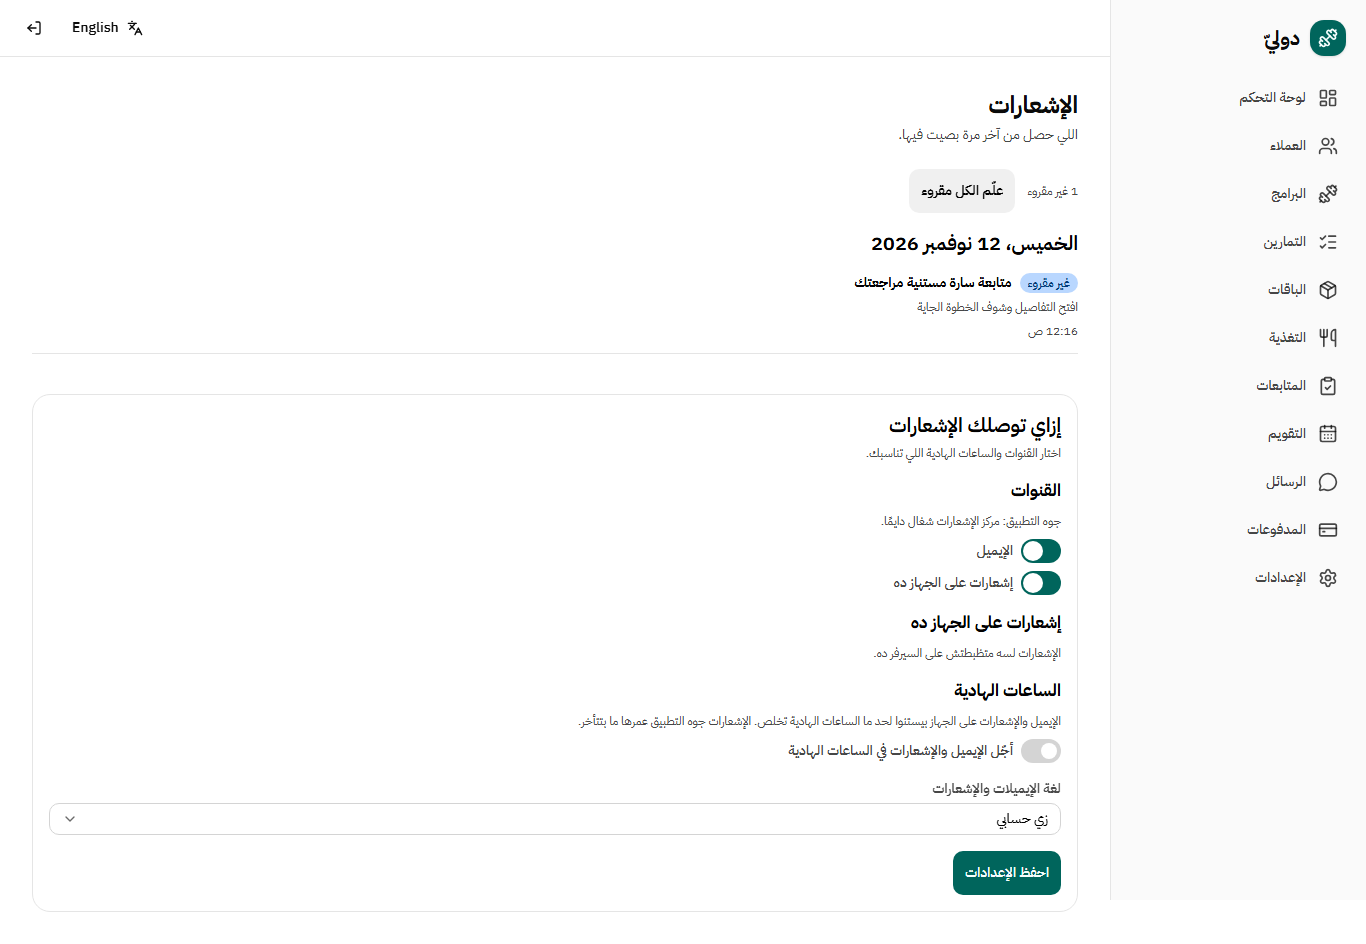 دوليّ
لوحة التحكم
العملاء
البرامج
التمارين
الباقات
التغذية
المتابعات
التقويم
الرسائل
المدفوعات
الإعدادات
English
الإشعارات
اللي حصل من آخر مرة بصيت فيها.
1 غير مقروء
علّم الكل مقروء
الخميس، 12 نوفمبر 2026
غير مقروء متابعة سارة مستنية مراجعتك
افتح التفاصيل وشوف الخطوة الجاية
12:16 ص
إزاي توصلك الإشعارات
اختار القنوات والساعات الهادية اللي تناسبك.
القنوات
جوه التطبيق: مركز الإشعارات شغال دايمًا.
الإيميل
إشعارات على الجهاز ده
إشعارات على الجهاز ده
الإشعارات لسه متظبطتش على السيرفر ده.
الساعات الهادية
الإيميل والإشعارات على الجهاز بيستنوا لحد ما الساعات الهادية تخلص. الإشعارات جوه التطبيق عمرها ما بتتأخر.
أجّل الإيميل والإشعارات في الساعات الهادية
لغة الإيميلات والإشعارات
زي حسابي
احفظ الإعدادات